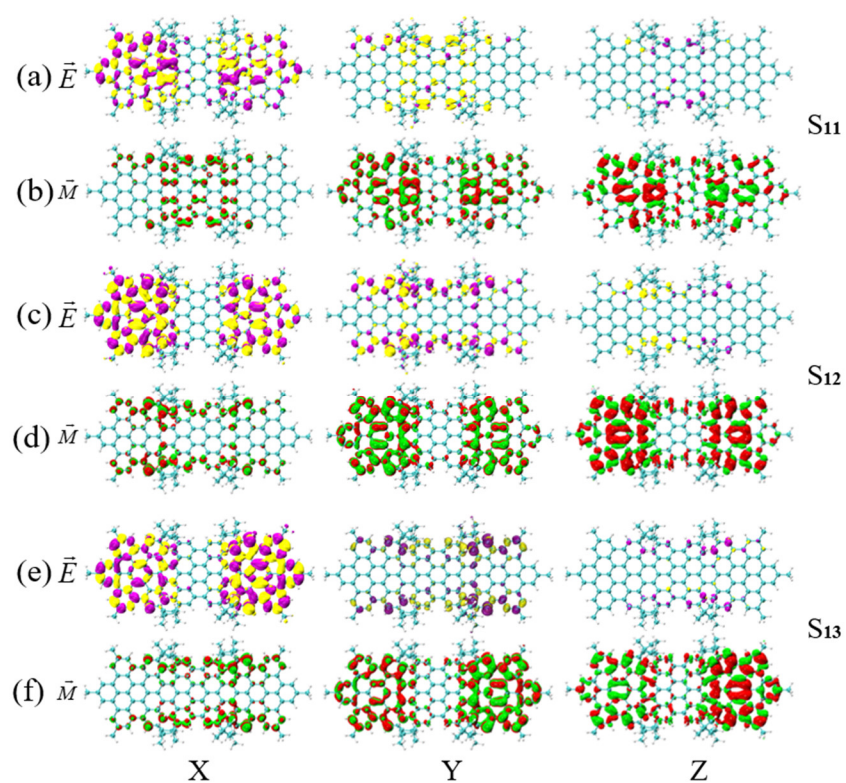 (a) E⃗
S₁₁
(b) M⃗
(c) E⃗
S₁₂
(d) M⃗
(e) E⃗
S₁₃
(f) M⃗
X Y Z